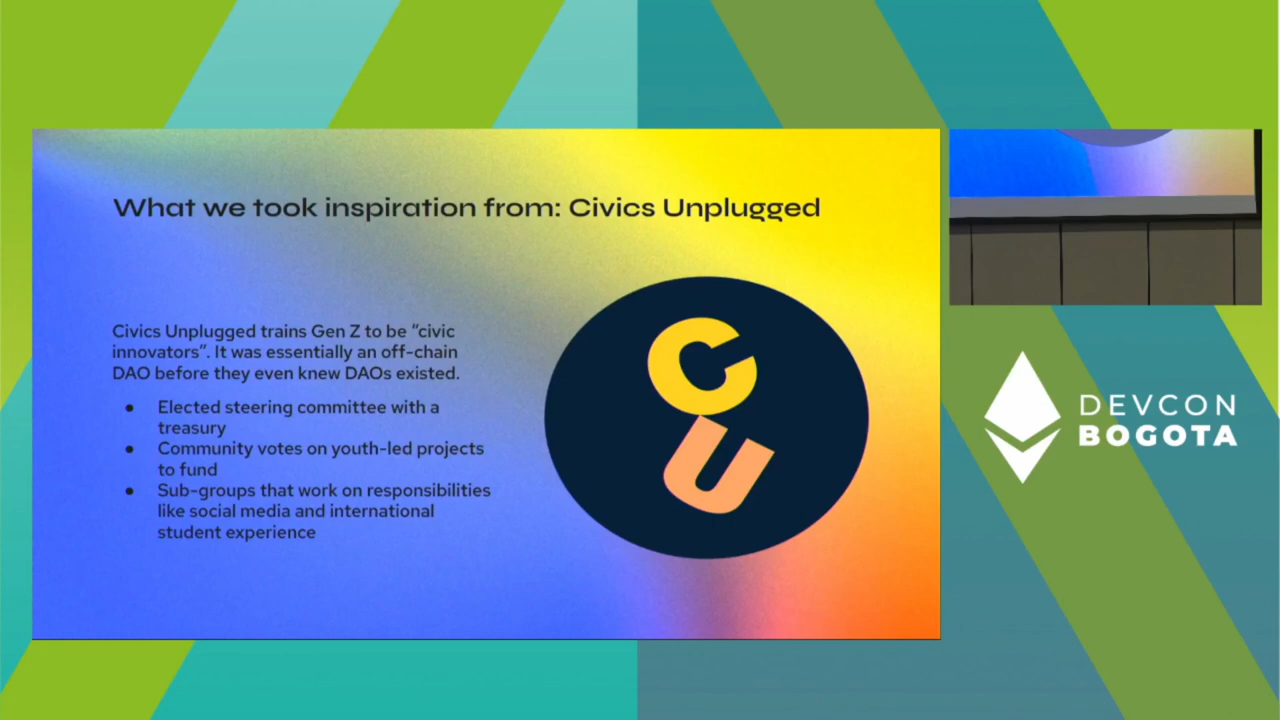 What we took inspiration from: Civics Unplugged
Civics Unplugged trains Gen Z to be “civic
innovators”. It was essentially an off-chain
DAO before they even knew DAOs existed.
● Elected steering committee with a
treasury
● Community votes on youth-led projects
to fund
● Sub-groups that work on responsibilities
like social media and international
student experience
C
U
DEVCON
BOGOTA